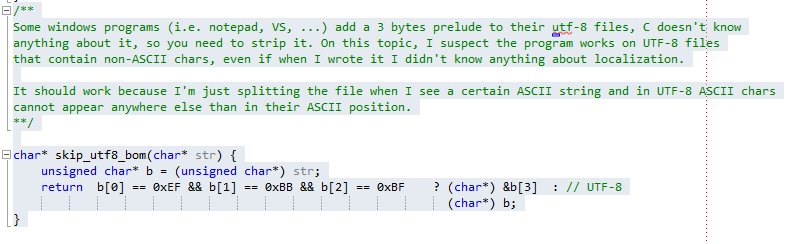 /**
Some windows programs (i.e. notepad, VS, ...) add a 3 bytes prelude to their utf-8 files, C doesn't know
anything about it, so you need to strip it. On this topic, I suspect the program works on UTF-8 files
that contain non-ASCII chars, even if when I wrote it I didn't know anything about localization.
It should work because I'm just splitting the file when I see a certain ASCII string and in UTF-8 ASCII chars
cannot appear anywhere else than in their ASCII position.
**/
char* skip_utf8_bom(char* str) {
    unsigned char* b = (unsigned char*) str;
    return  b[0] == 0xEF && b[1] == 0xBB && b[2] == 0xBF    ? (char*) &b[3]  : // UTF-8
                                                              (char*) b;
}